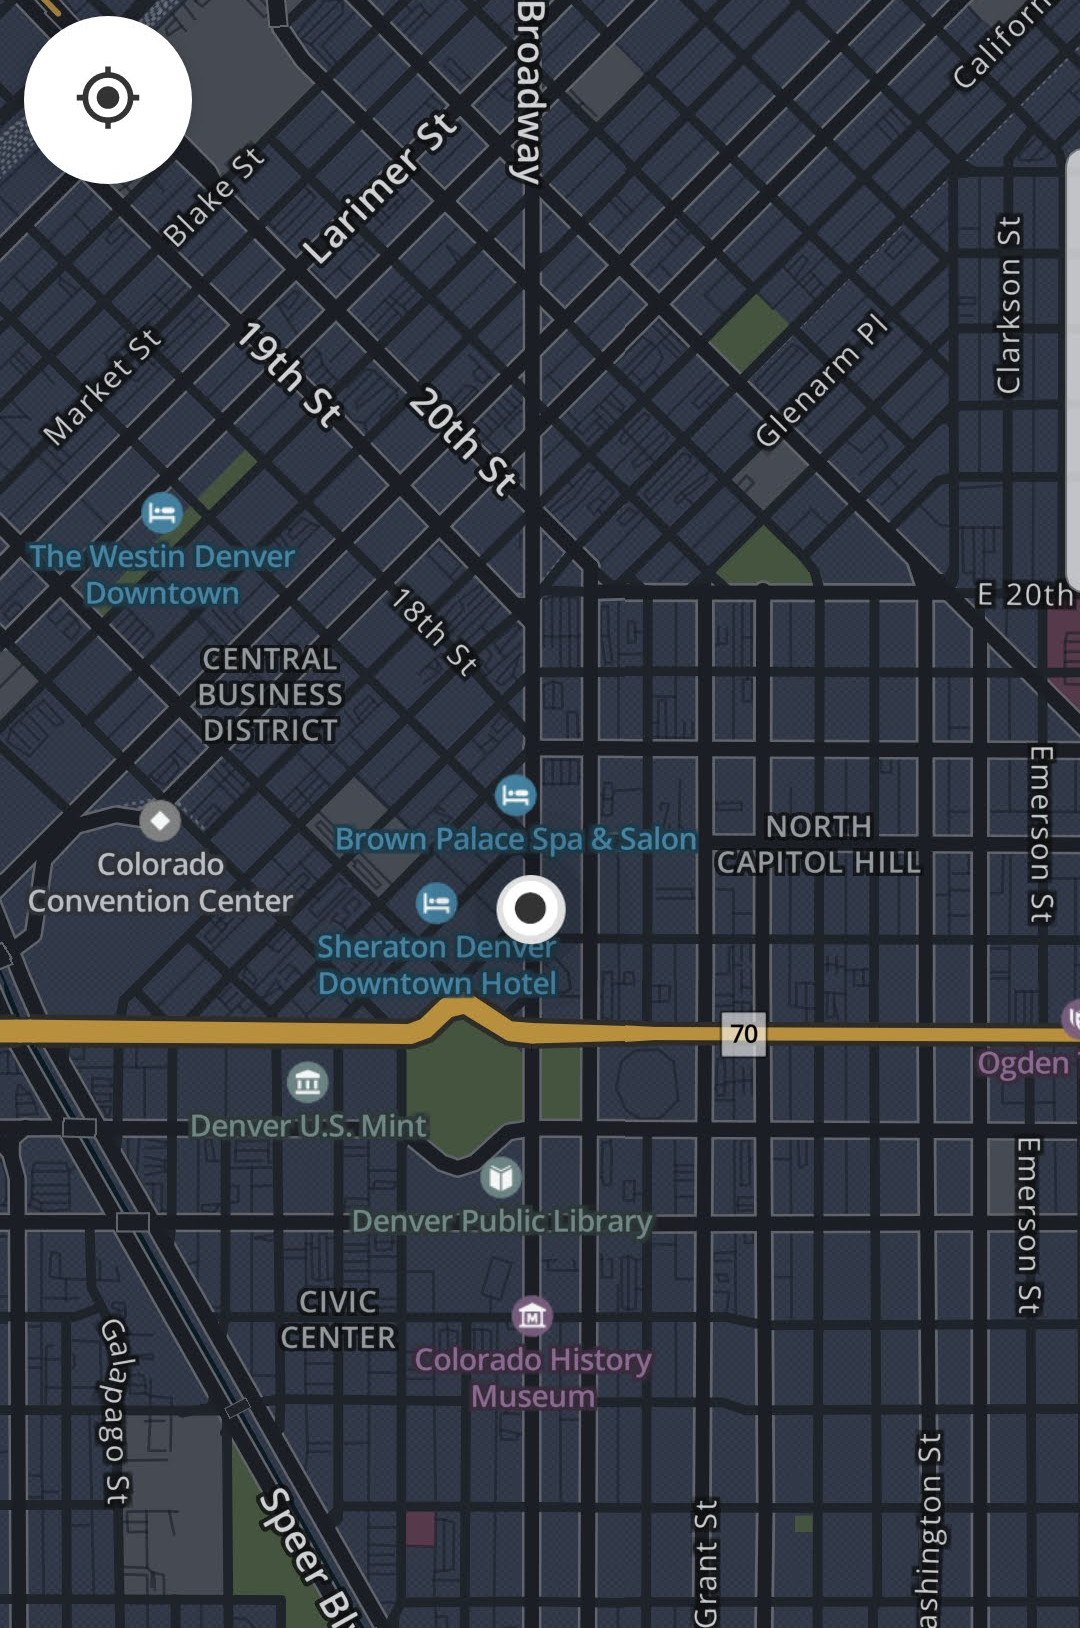 Broadway
Californ
Larimer St
Blake St
Clarkson St
Market St
19th St
Glenarm Pl
20th St
The Westin Denver
Downtown
E 20th
18th St
CENTRAL
BUSINESS
DISTRICT
Emerson St
Brown Palace Spa & Salon
NORTH
CAPITOL HILL
Colorado
Convention Center
Sheraton Denver
Downtown Hotel
70
Ogden
Denver U.S. Mint
Emerson St
Denver Public Library
CIVIC
CENTER
M
Colorado History
Museum
Galapago St
Speer Blv
Grant St
ashington St